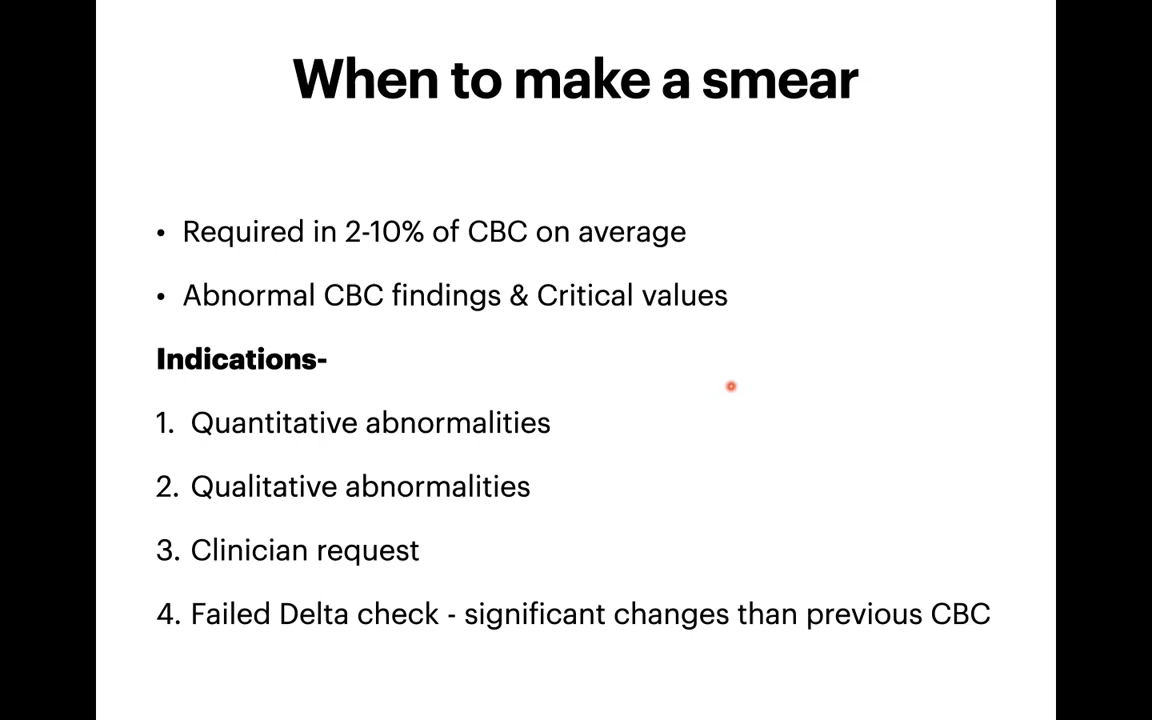 When to make a smear
• Required in 2-10% of CBC on average
• Abnormal CBC findings & Critical values
Indications-
1. Quantitative abnormalities
2. Qualitative abnormalities
3. Clinician request
4. Failed Delta check - significant changes than previous CBC